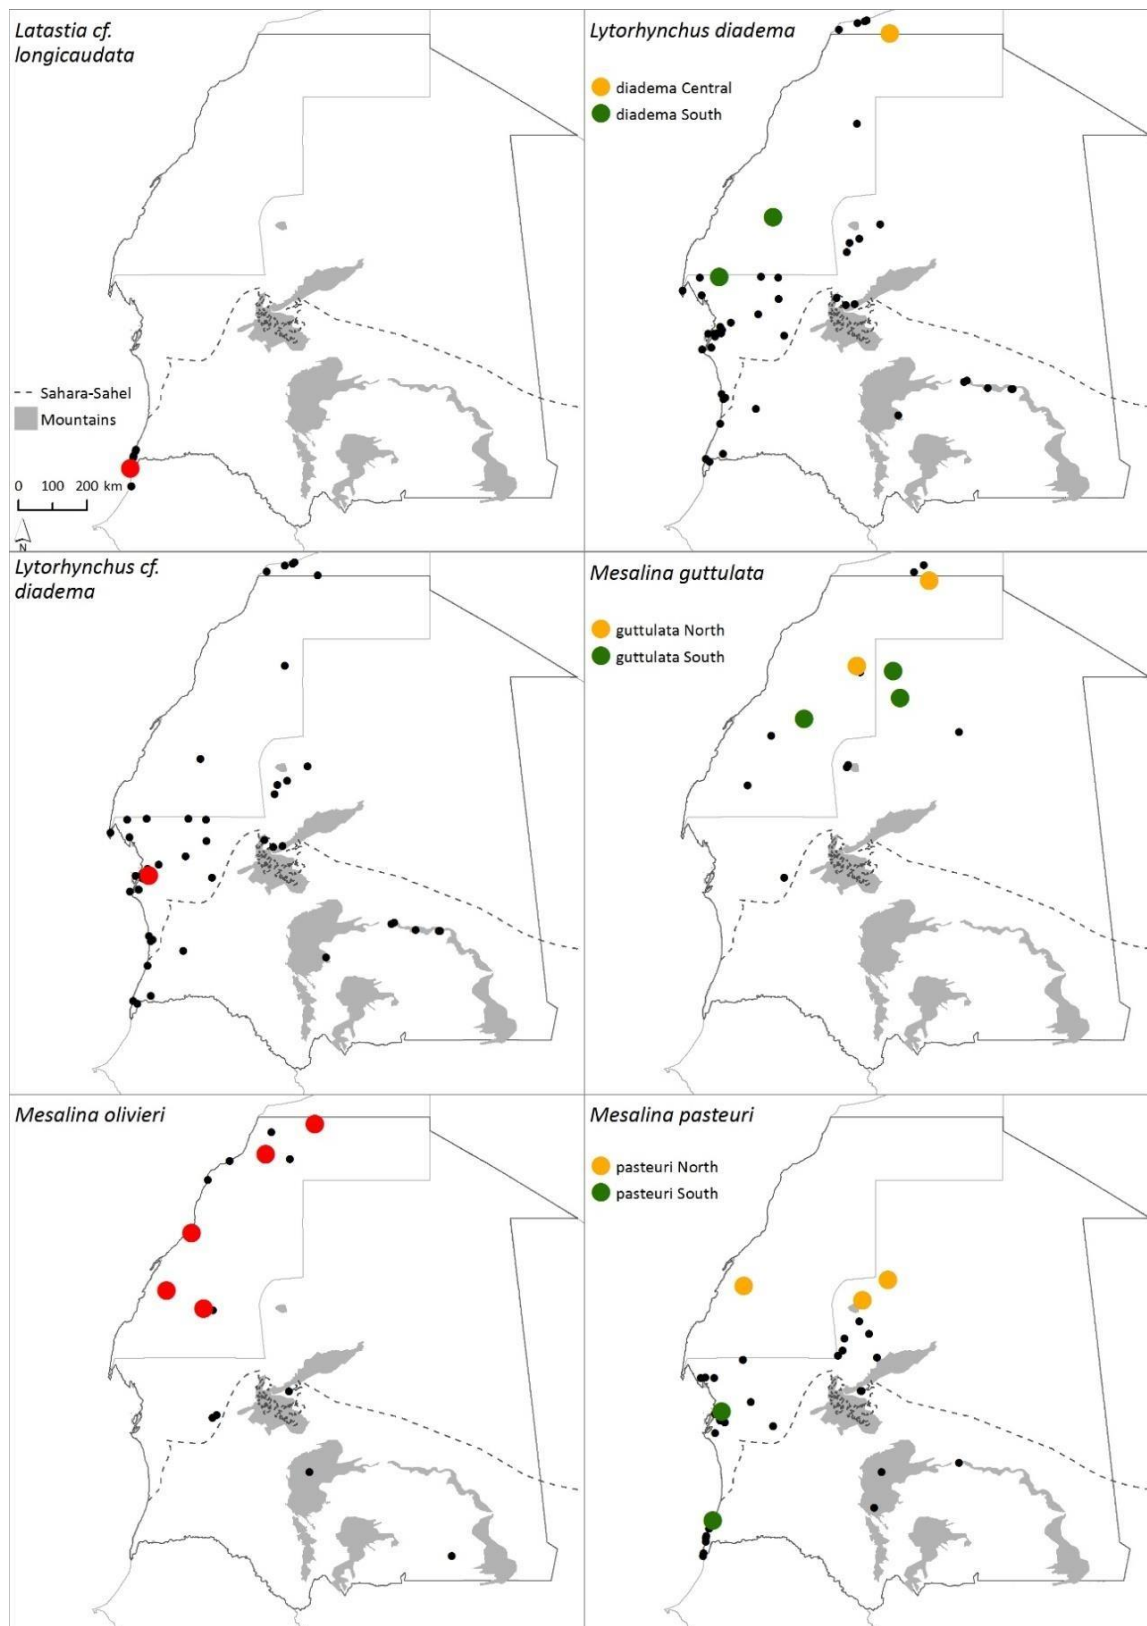 Latastia cf.
longicaudata
Sahara-Sahel
Mountains
0 100 200 km
N
Lytorhynchus diadema
diadema Central
diadema South
Lytorhynchus cf.
diadema
Mesalina guttulata
guttulata North
guttulata South
Mesalina olivieri
Mesalina pasteuri
pasteuri North
pasteuri South